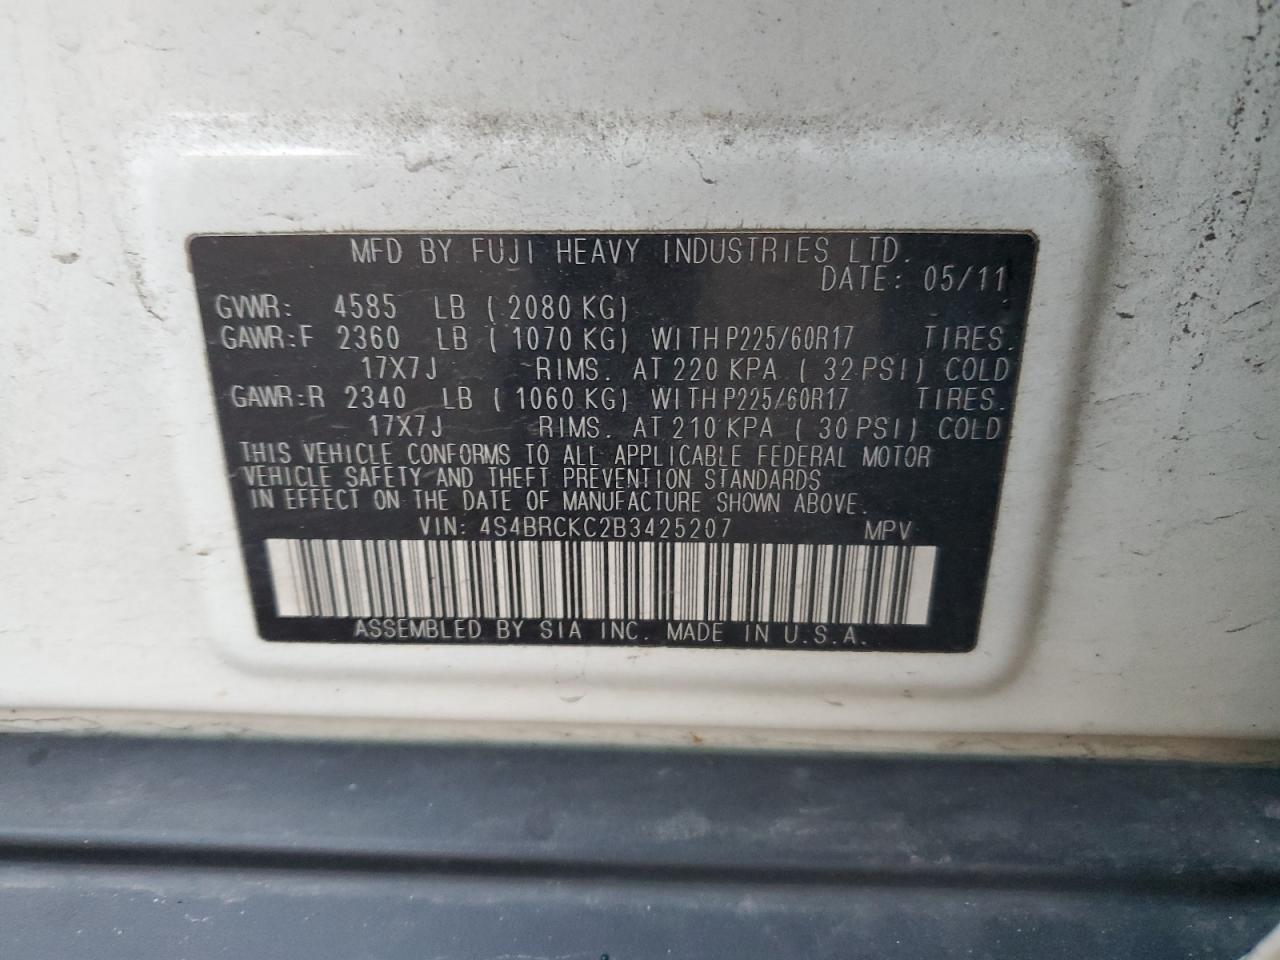 MFD BY FUJI HEAVY INDUSTRIES LTD.
DATE: 05/11
GVWR: 4585 LB ( 2080 KG)
GAWR:F 2360 LB ( 1070 KG) WITH P225/60R17 TIRES.
17X7J RIMS. AT 220 KPA ( 32 PSI) COLD
GAWR:R 2340 LB ( 1060 KG) WITH P225/60R17 TIRES.
17X7J RIMS. AT 210 KPA ( 30 PSI) COLD
THIS VEHICLE CONFORMS TO ALL APPLICABLE FEDERAL MOTOR
VEHICLE SAFETY AND THEFT PREVENTION STANDARDS
IN EFFECT ON THE DATE OF MANUFACTURE SHOWN ABOVE.
VIN: 4S4BRCKC2B3425207 MPV
ASSEMBLED BY SIA INC. MADE IN U.S.A.